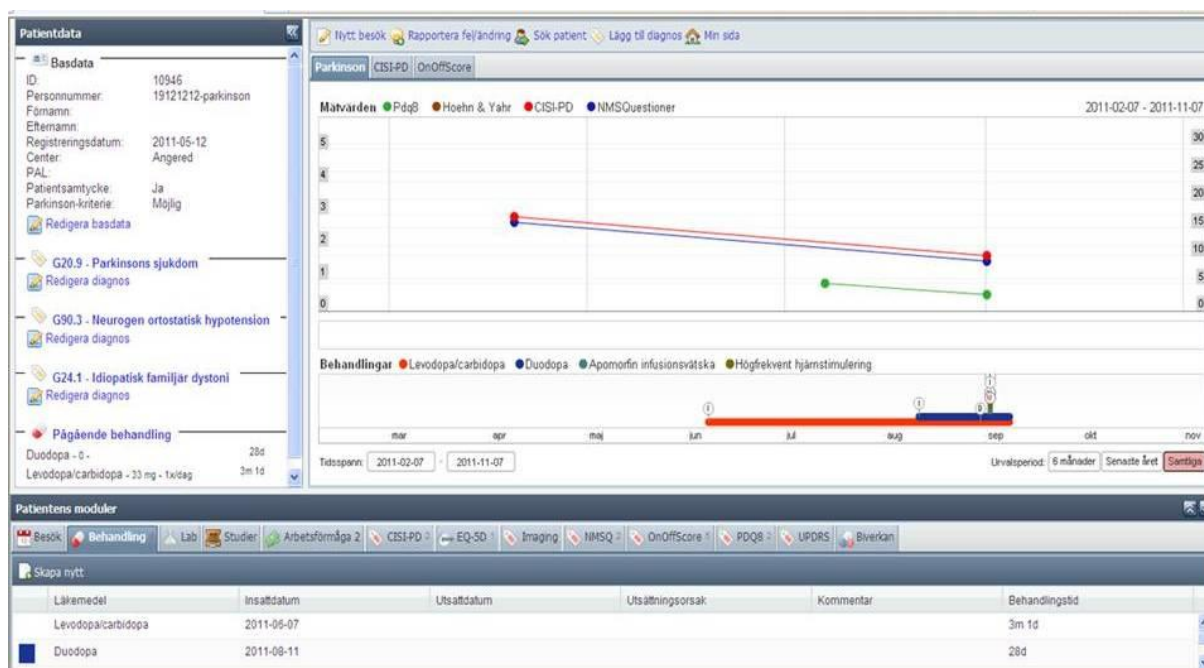 Patientdata
Basdata
ID: 10946
Personnummer: 19121212-parkinson
Förnamn:
Efternamn:
Registreringsdatum: 2011-05-12
Center: Angered
PAL:
Patientsamtycke: Ja
Parkinson-kriterie: Möjlig
Redigera basdata
G20.9 - Parkinsons sjukdom
Redigera diagnos
G90.3 - Neurogen ortostatisk hypotension
Redigera diagnos
G24.1 - Idiopatisk familjär dystoni
Redigera diagnos
Pågående behandling
Duodopa - 0 - 28d
Levodopa/carbidopa - 33 mg - 1x/dag 3m 1d
Nytt besök Rapportera fel/ändring Sök patient Lägg till diagnos Min sida
Parkinson CISI-PD OnOffScore
Mätvärden Pdq8 Hoehn & Yahr CISI-PD NMSQuestioner 2011-02-07 - 2011-11-07
5 30
4 25
3 20
2 15
1 10
0 5
0
Behandlingar Levodopa/carbidopa Duodopa Apomorfin infusionsvätska Högfrekvent hjärnstimulering
mar apr maj jun jul aug sep okt nov
Tidsspann: 2011-02-07 - 2011-11-07 Urvalsperiod: 6 månader Senaste året Samtliga
Patientens moduler
Besök Behandling Lab Studier Arbetsförmåga 2 CISI-PD EQ-5D Imaging NMSQ OnOffScore PDQ8 UPDRS Biverkan
Skapa nytt
Läkemedel Insattdatum Utsattdatum Utsättningsorsak Kommentar Behandlingstid
Levodopa/carbidopa 2011-06-07 3m 1d
Duodopa 2011-08-11 28d